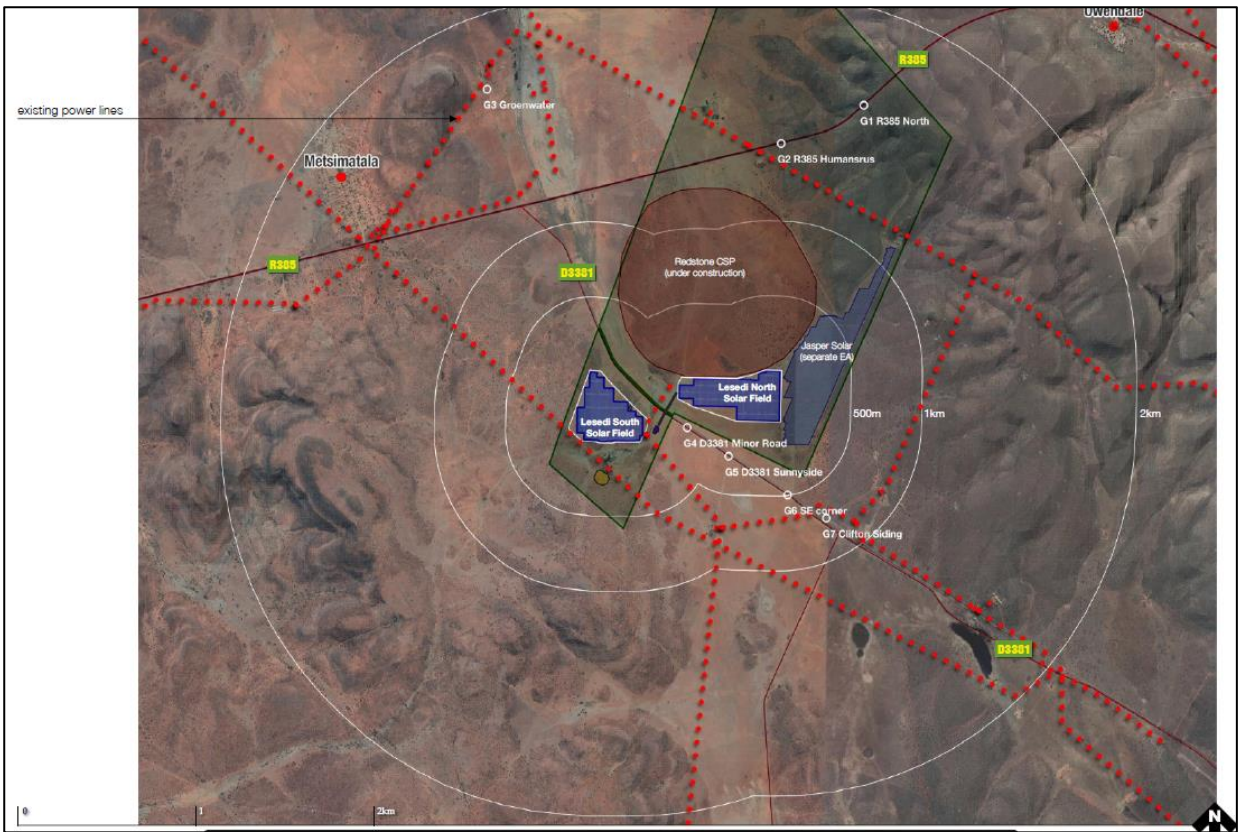 Owendale
R385
existing power lines
G3 Groenwater
G1 R385 North
G2 R385 Humansrus
Metsimatala
R385
D3381
Redstone CSP
(under construction)
Jasper Solar
(separate EA)
Lesedi North
Solar Field
500m
1km
2km
Lesedi South
Solar Field
G4 D3381 Minor Road
G5 D3381 Sunnyside
G6 SE corner
G7 Clifton Siding
D3381
0
1
2km
N